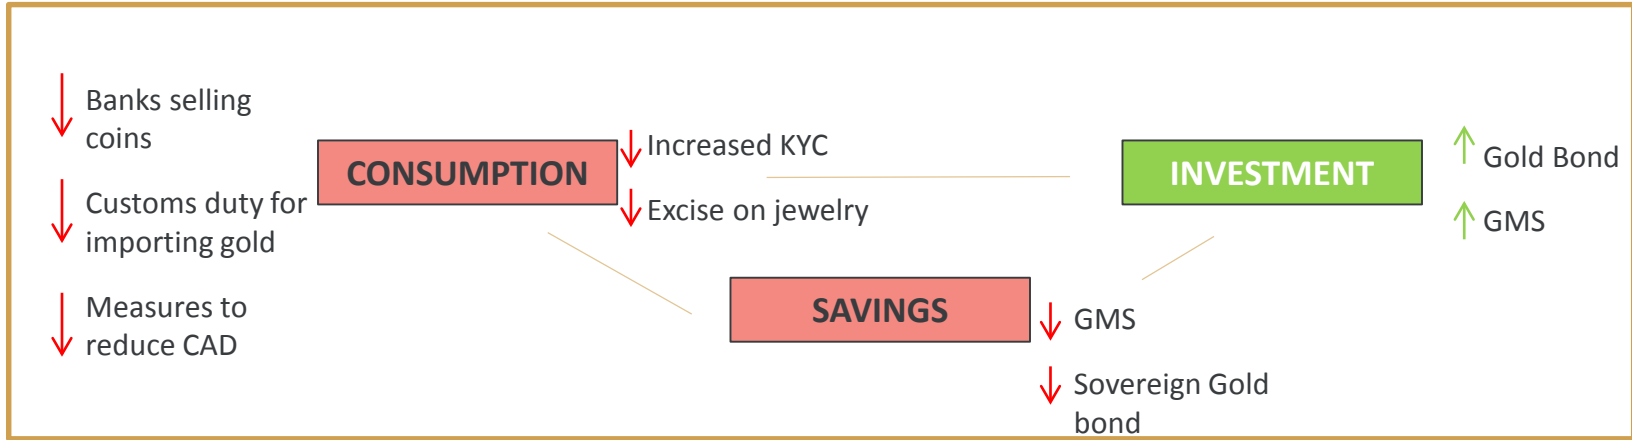 Banks selling
coins
Customs duty for
importing gold
Measures to
reduce CAD
CONSUMPTION
Increased KYC
Excise on jewelry
SAVINGS
GMS
Sovereign Gold
bond
INVESTMENT
Gold Bond
GMS